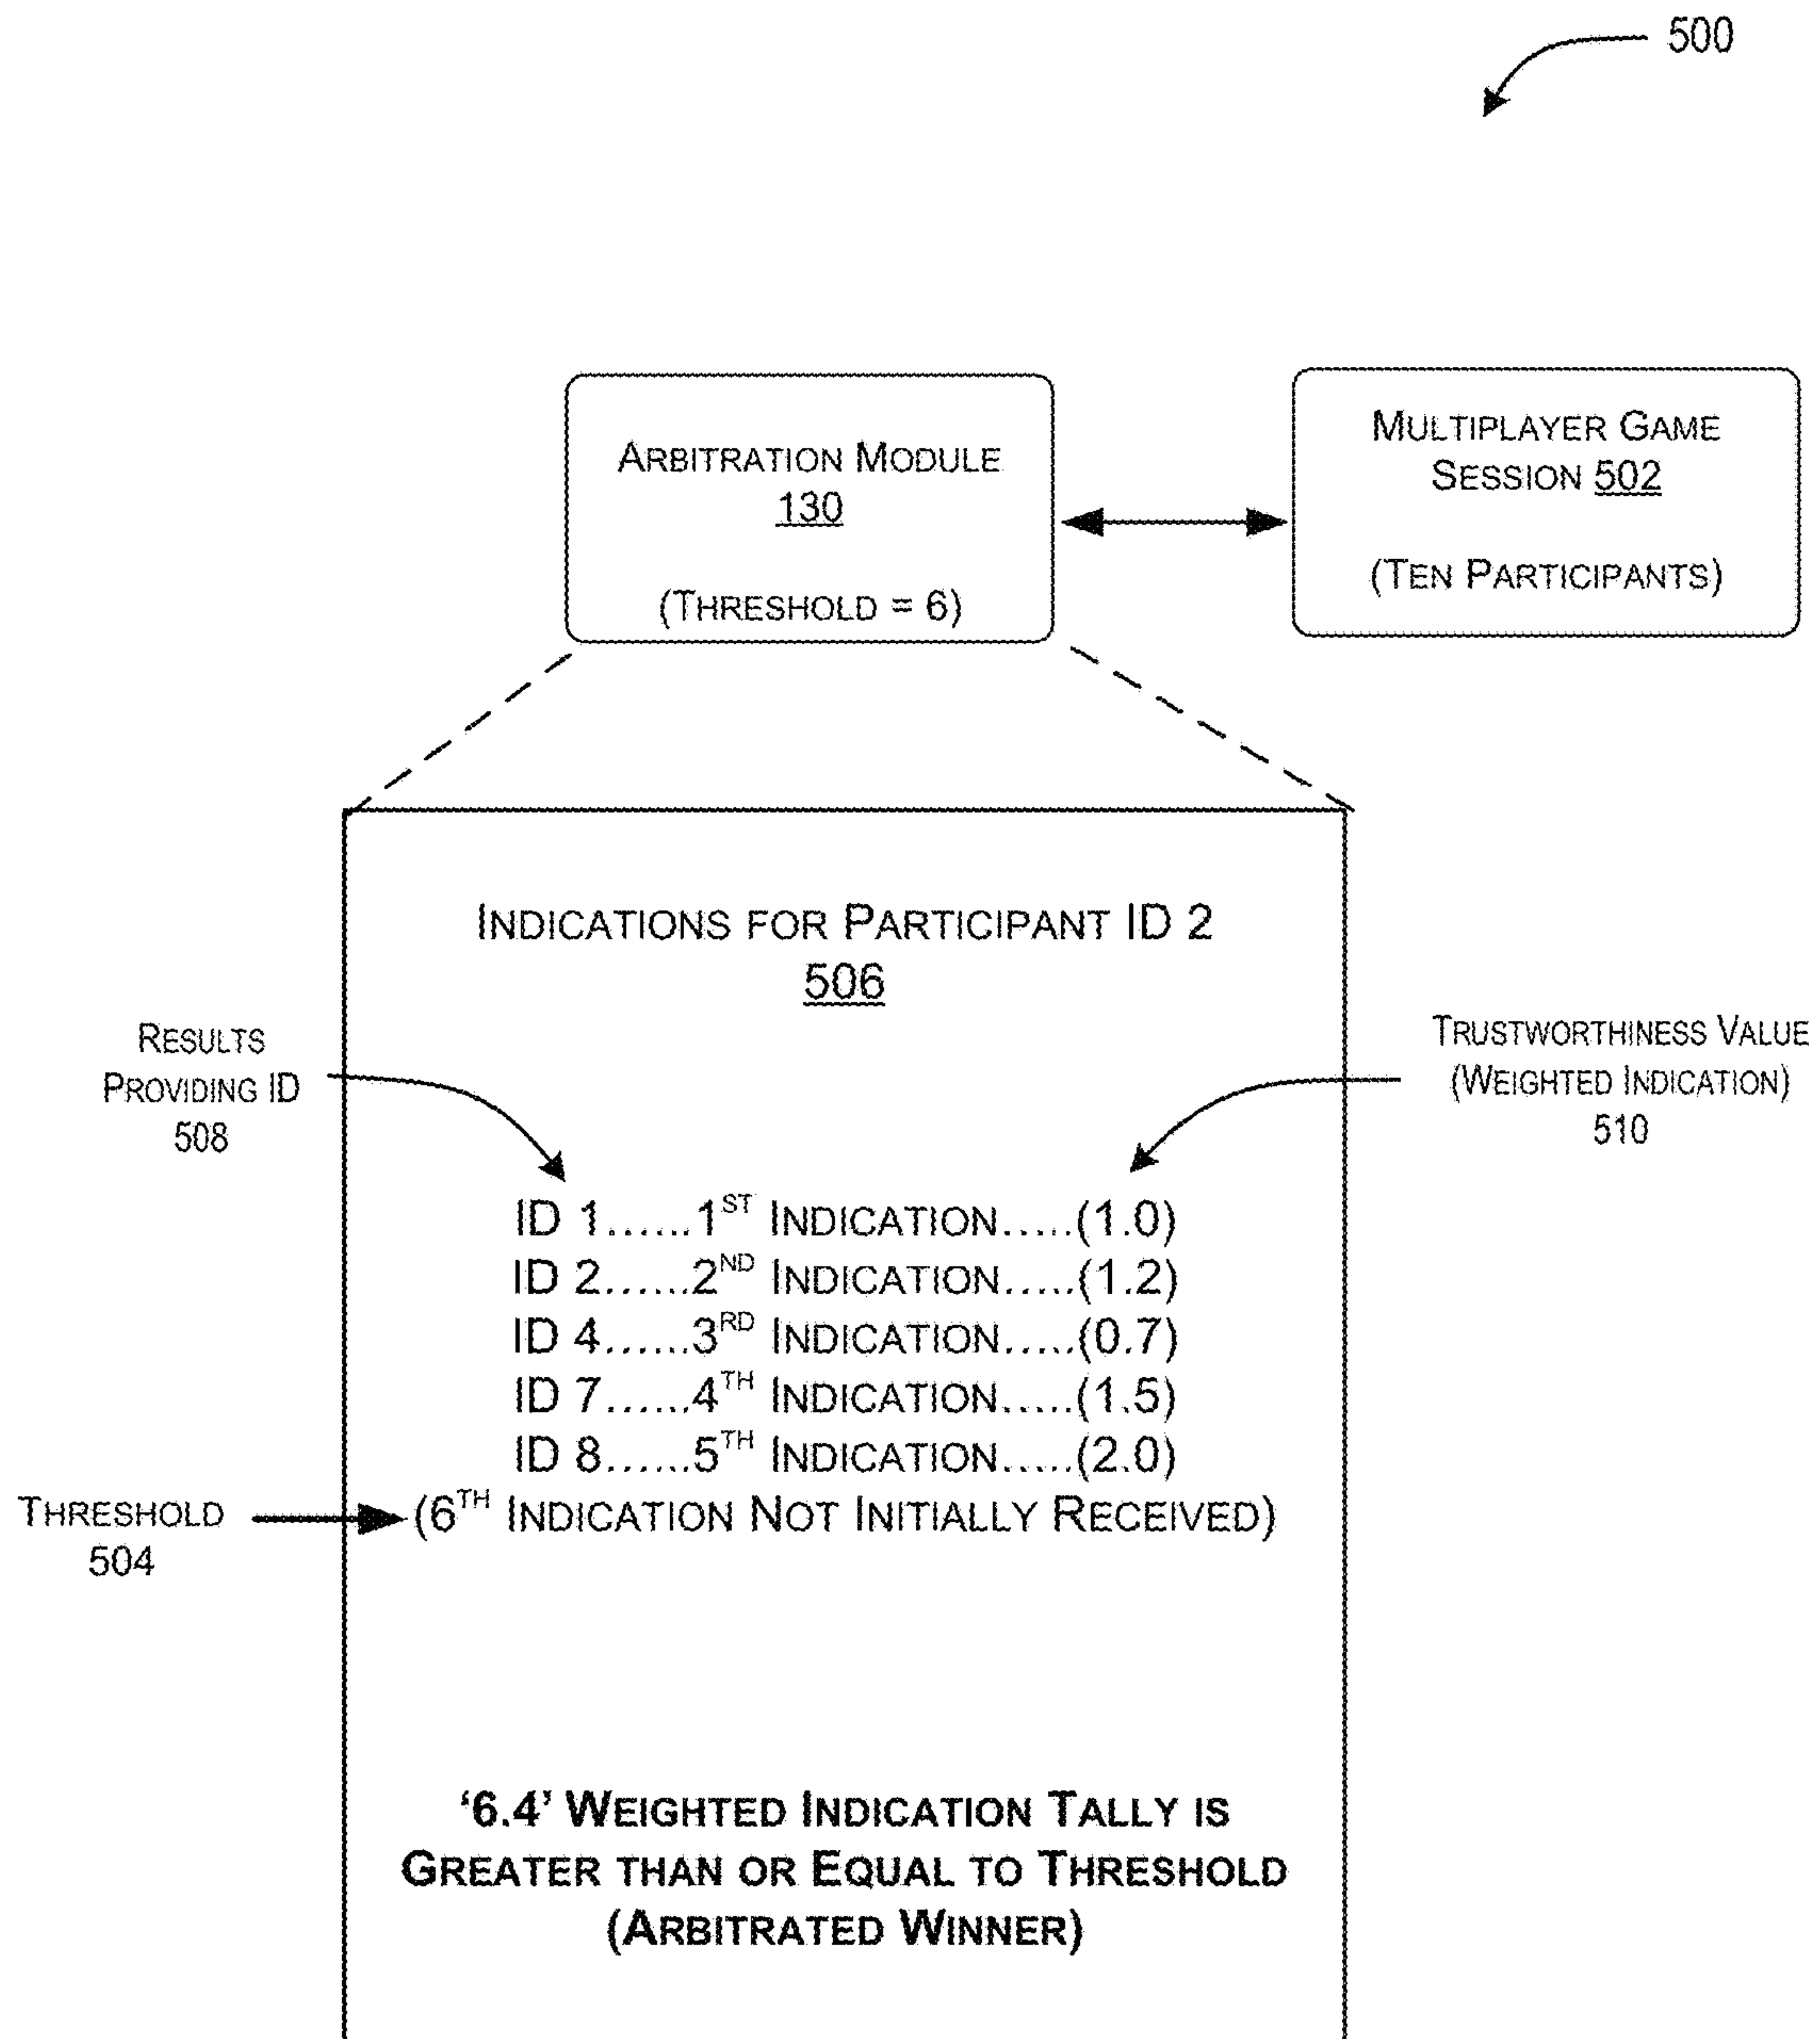 500
ARBITRATION MODULE
130
(THRESHOLD = 6)
MULTIPLAYER GAME
SESSION 502
(TEN PARTICIPANTS)
INDICATIONS FOR PARTICIPANT ID 2
506
RESULTS
PROVIDING ID
508
TRUSTWORTHINESS VALUE
(WEIGHTED INDICATION)
510
ID 1......1ST INDICATION.....(1.0)
ID 2......2ND INDICATION.....(1.2)
ID 4......3RD INDICATION.....(0.7)
ID 7......4TH INDICATION.....(1.5)
ID 8......5TH INDICATION.....(2.0)
THRESHOLD
504
(6TH INDICATION NOT INITIALLY RECEIVED)
‘6.4’ WEIGHTED INDICATION TALLY IS
GREATER THAN OR EQUAL TO THRESHOLD
(ARBITRATED WINNER)